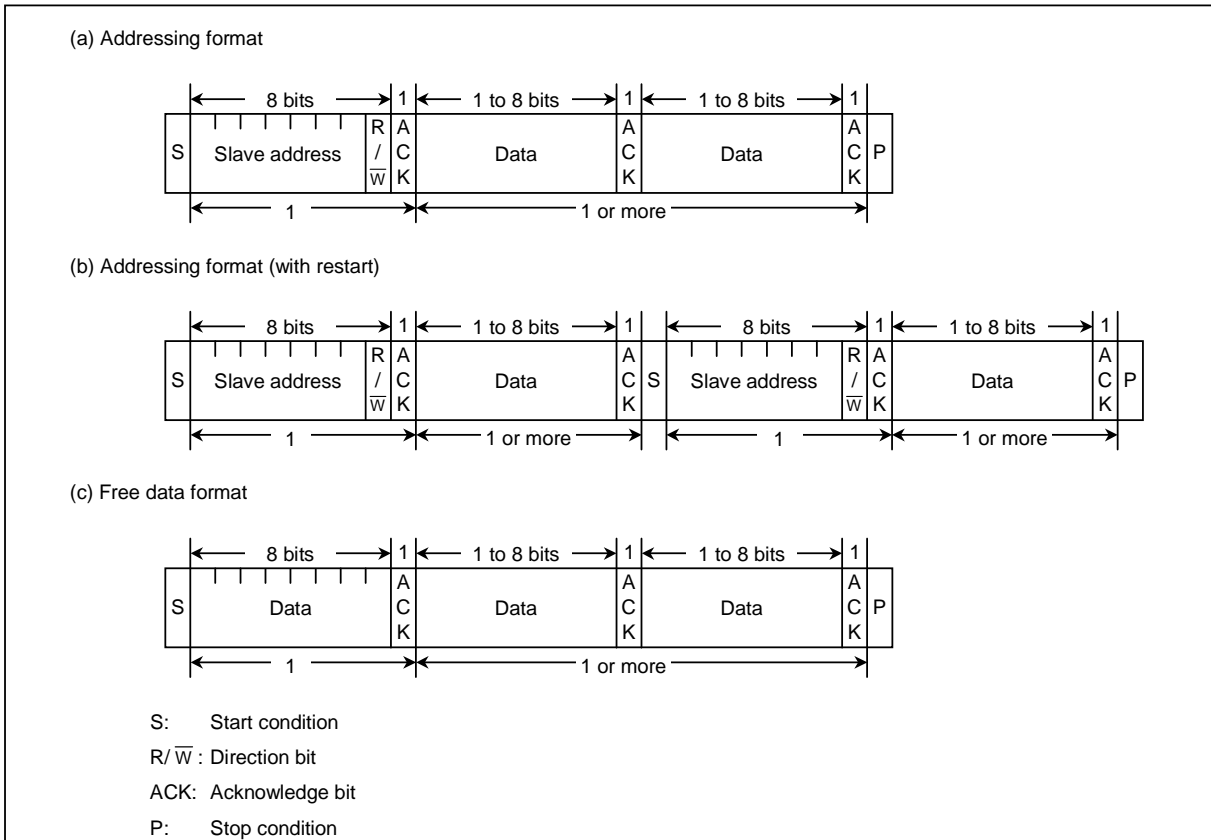 (a) Addressing format
8 bits 1 1 to 8 bits 1 1 to 8 bits 1
S Slave address R/W̅ ACK Data ACK Data ACK P
1 1 or more
(b) Addressing format (with restart)
8 bits 1 1 to 8 bits 1 8 bits 1 1 to 8 bits 1
S Slave address R/W̅ ACK Data ACK S Slave address R/W̅ ACK Data ACK P
1 1 or more 1 1 or more
(c) Free data format
8 bits 1 1 to 8 bits 1 1 to 8 bits 1
S Data ACK Data ACK Data ACK P
1 1 or more
S: Start condition
R/W̅: Direction bit
ACK: Acknowledge bit
P: Stop condition